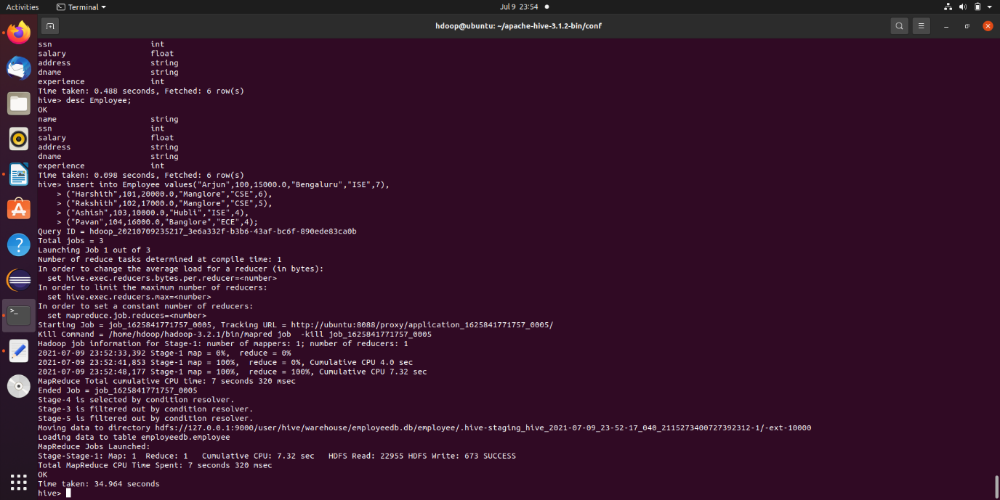 Activities
Terminal
Jul 9 23:54
hdoop@ubuntu: ~/apache-hive-3.1.2-bin/conf
ssn int
salary float
address string
dname string
experience int
Time taken: 0.488 seconds, Fetched: 6 row(s)
hive> desc Employee;
OK
name string
ssn int
salary float
address string
dname string
experience int
Time taken: 0.098 seconds, Fetched: 6 row(s)
hive> insert into Employee values("Arjun",100,15000.0,"Bengaluru","ISE",7),
> ("Harshith",101,20000.0,"Manglore","CSE",6),
> ("Rakshith",102,17000.0,"Manglore","CSE",5),
> ("Ashish",103,10000.0,"Hubli","ISE",4),
> ("Pavan",104,16000.0,"Banglore","ECE",4);
Query ID = hdoop_20210709235217_3e6a332f-b3b6-43af-bc6f-890ede83ca0b
Total jobs = 3
Launching Job 1 out of 3
Number of reduce tasks determined at compile time: 1
In order to change the average load for a reducer (in bytes):
set hive.exec.reducers.bytes.per.reducer=<number>
In order to limit the maximum number of reducers:
set hive.exec.reducers.max=<number>
In order to set a constant number of reducers:
set mapreduce.job.reduces=<number>
Starting Job = job_1625841771757_0005, Tracking URL = http://ubuntu:8088/proxy/application_1625841771757_0005/
Kill Command = /home/hdoop/hadoop-3.2.1/bin/mapred job  -kill job_1625841771757_0005
Hadoop job information for Stage-1: number of mappers: 1; number of reducers: 1
2021-07-09 23:52:33,392 Stage-1 map = 0%,  reduce = 0%
2021-07-09 23:52:41,853 Stage-1 map = 100%,  reduce = 0%, Cumulative CPU 4.0 sec
2021-07-09 23:52:48,177 Stage-1 map = 100%,  reduce = 100%, Cumulative CPU 7.32 sec
MapReduce Total cumulative CPU time: 7 seconds 320 msec
Ended Job = job_1625841771757_0005
Stage-4 is selected by condition resolver.
Stage-3 is filtered out by condition resolver.
Stage-5 is filtered out by condition resolver.
Moving data to directory hdfs://127.0.0.1:9000/user/hive/warehouse/employeedb.db/employee/.hive-staging_hive_2021-07-09_23-52-17_040_2115273400727392312-1/-ext-10000
Loading data to table employeedb.employee
MapReduce Jobs Launched:
Stage-Stage-1: Map: 1  Reduce: 1   Cumulative CPU: 7.32 sec   HDFS Read: 22955 HDFS Write: 673 SUCCESS
Total MapReduce CPU Time Spent: 7 seconds 320 msec
OK
Time taken: 34.964 seconds
hive>